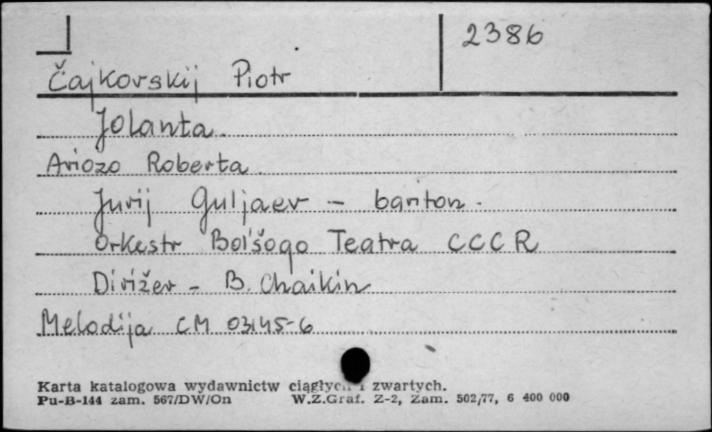 2386
Čajkovskij Piotr
Jolanta.
Ariozo Roberta.
Jurij Guljaev - baryton.
Orkestr Bol'šogo Teatra CCCR
Dirižer - B. Chaikin
Melodija CM 03145-6
Karta katalogowa wydawnictw ciągłych i zwartych.
Pu-B-144 zam. 567/DW/On W.Z.Graf. Z-2, Zam. 502/77, 6 400 000